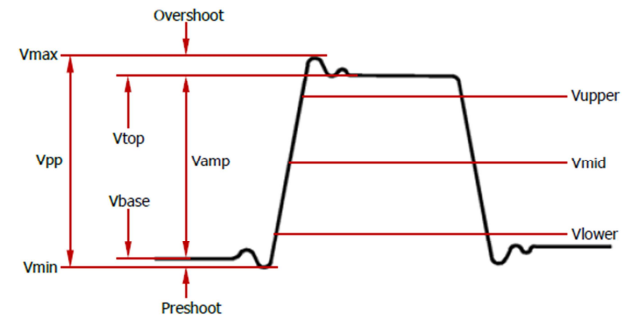 Overshoot
Vmax
Vupper
Vtop
Vpp
Vamp
Vmid
Vbase
Vlower
Vmin
Preshoot